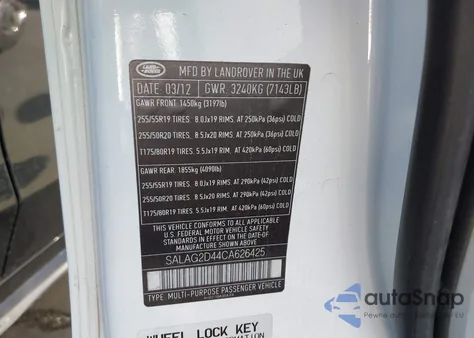 LAND ROVER
MFD BY LANDROVER IN THE UK
DATE 03/12 GWR. 3240KG (7143LB)
GAWR FRONT: 1450kg (3197lb)
255/55R19 TIRES. 8.0Jx19 RIMS. AT 250kPa (36psi) COLD
255/50R20 TIRES. 8.5Jx20 RIMS. AT 250kPa (36psi) COLD
T175/80R19 TIRES. 5.5Jx19 RIM. AT 420kPa (60psi) COLD
GAWR REAR: 1855kg (4090lb)
255/55R19 TIRES. 8.0Jx19 RIMS. AT 290kPa (42psi) COLD
255/50R20 TIRES. 8.5Jx20 RIMS. AT 290kPa (42psi) COLD
T175/80R19 TIRES. 5.5Jx19 RIM. AT 420kPa (60psi) COLD
THIS VEHICLE CONFORMS TO ALL APPLICABLE
U.S. FEDERAL MOTOR VEHICLE SAFETY
STANDARDS IN EFFECT ON THE DATE OF
MANUFACTURE SHOWN ABOVE
SALAG2D44CA626425
TYPE: MULTI-PURPOSE PASSENGER VEHICLE
WHEEL LOCK KEY
autoSnap